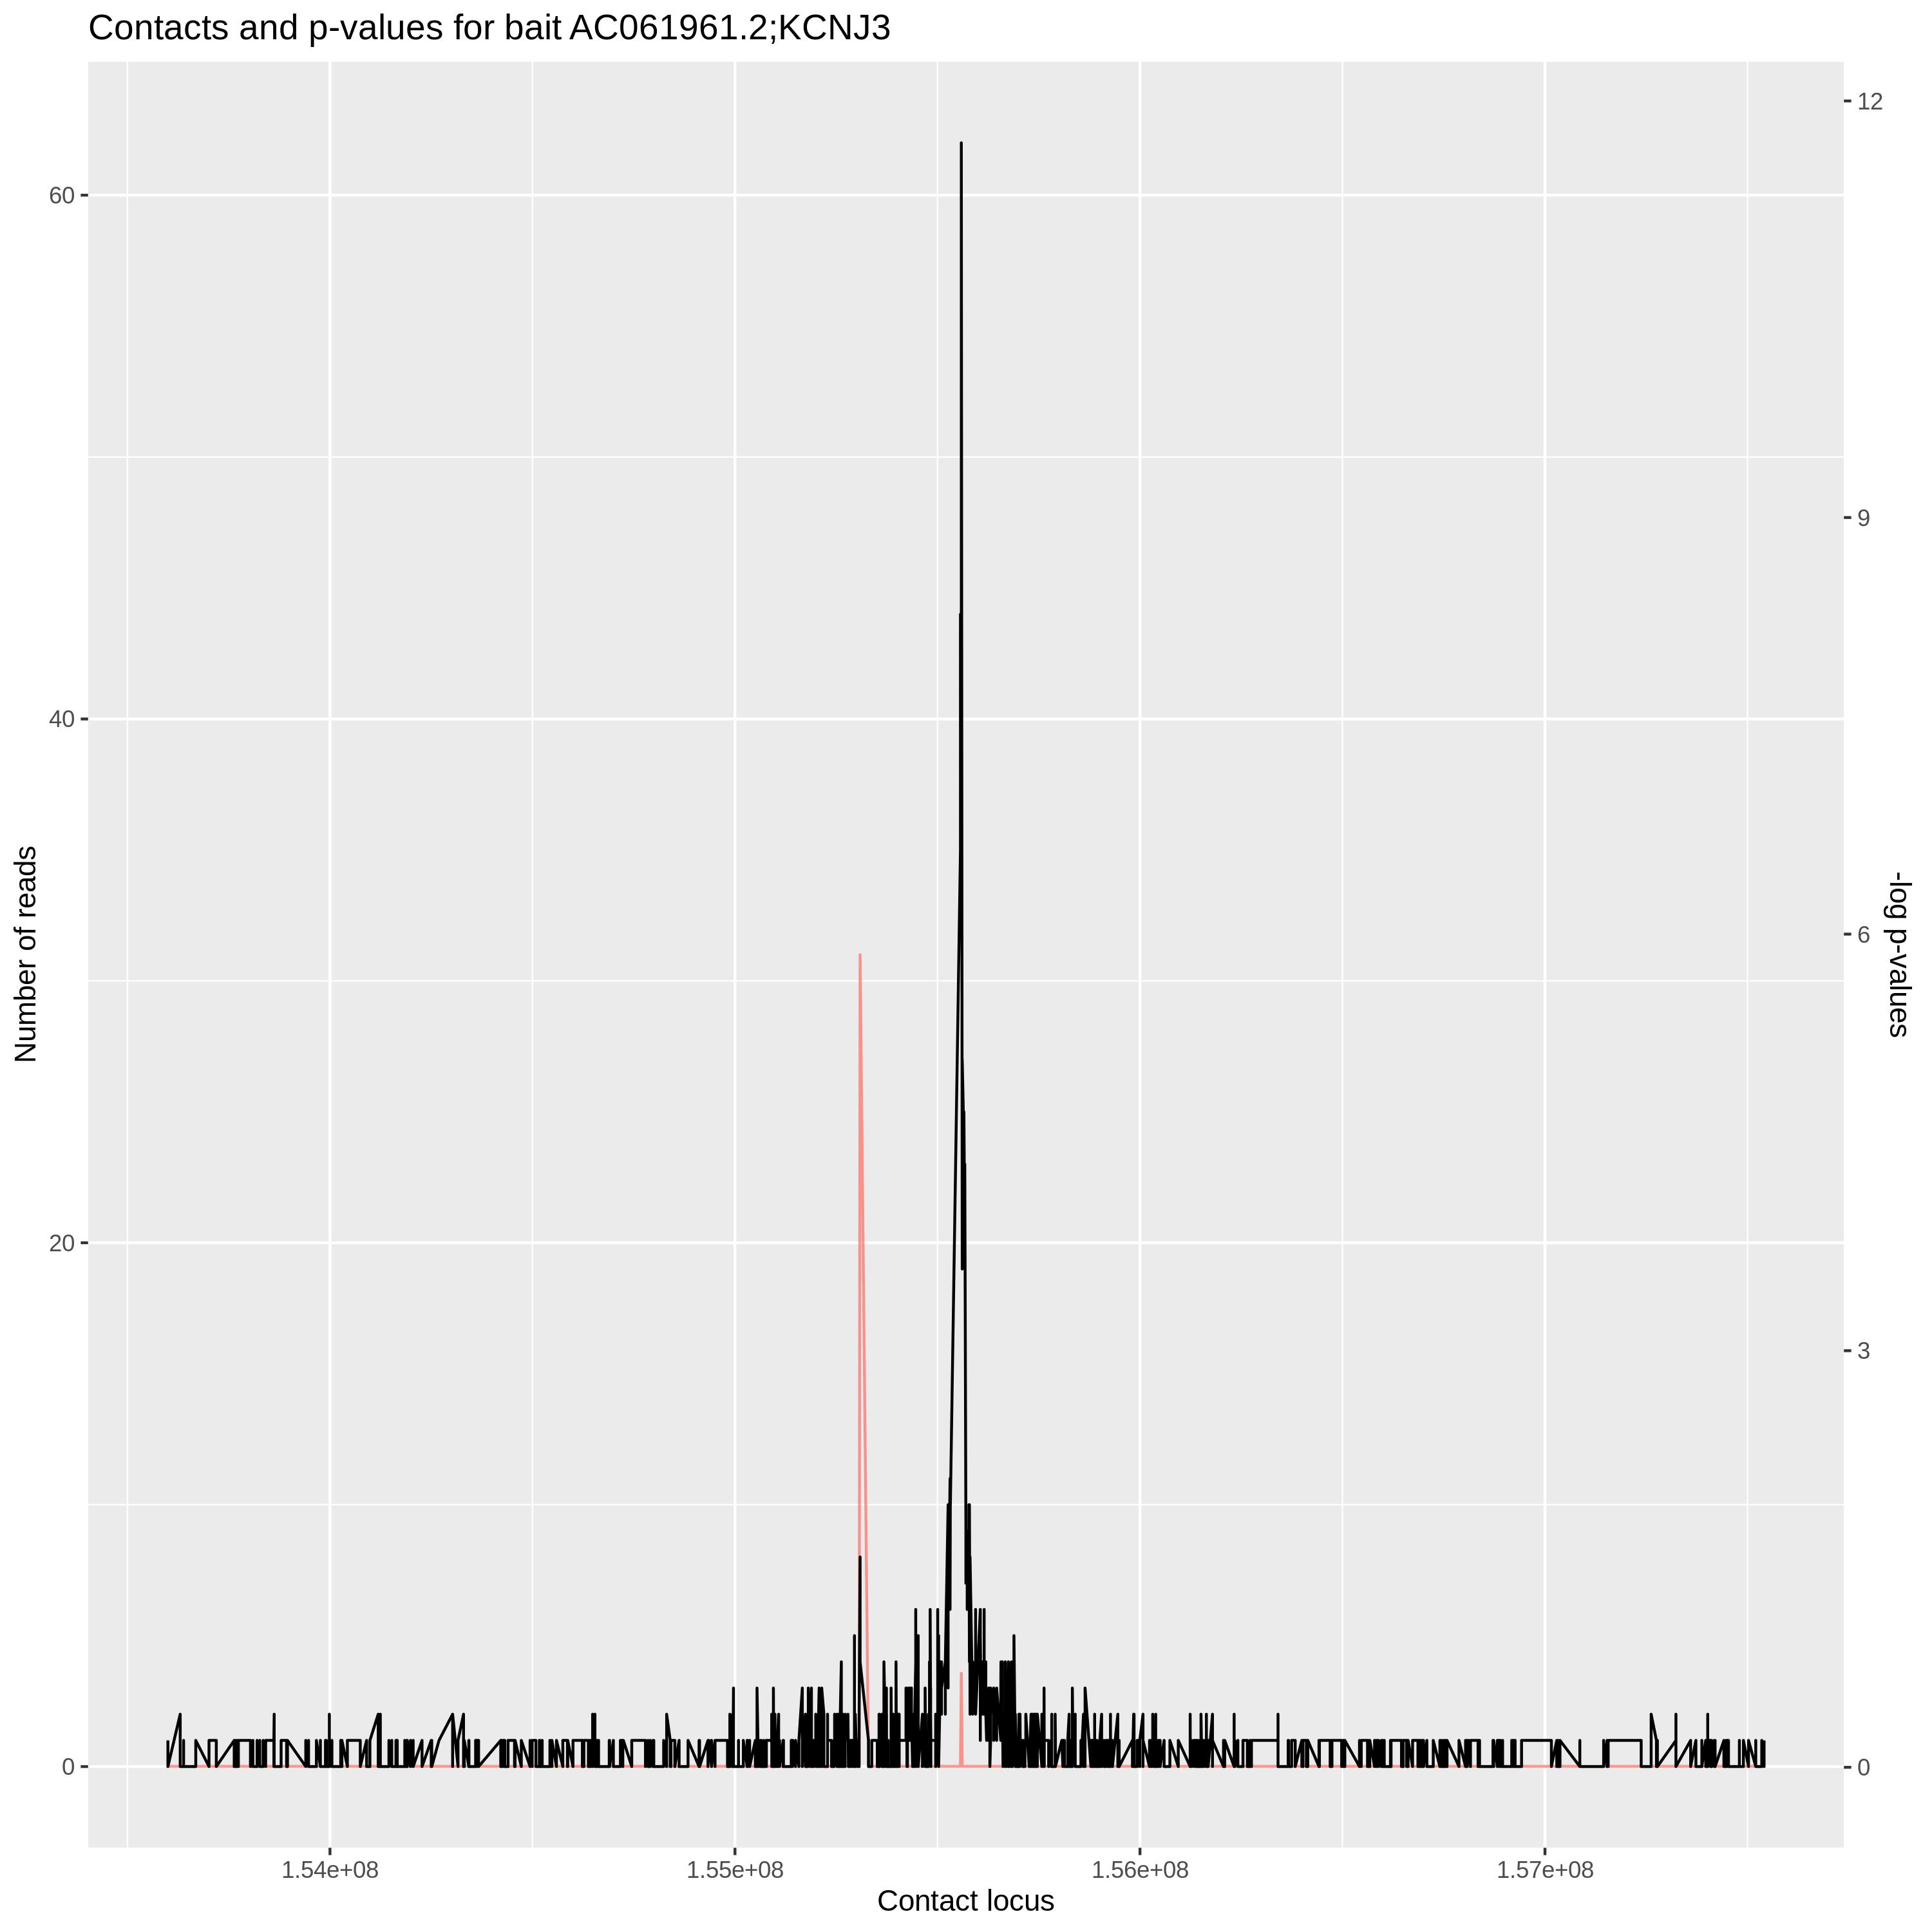 Contacts and p-values for bait AC061961.2;KCNJ3
60
40
20
0
Number of reads
12
9
6
3
0
-log p-values
1.54e+08
1.55e+08
1.56e+08
1.57e+08
Contact locus